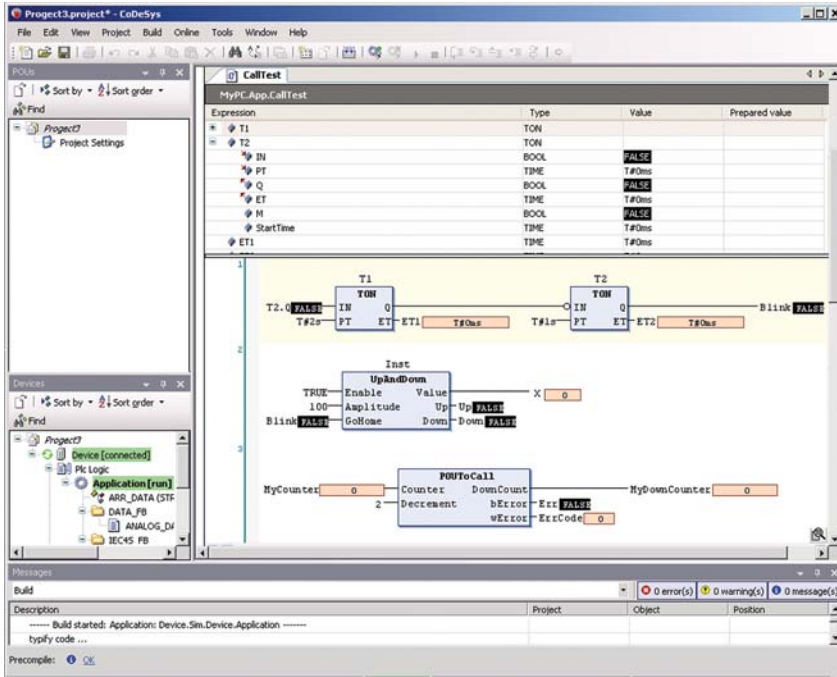 Progect3.project* - CoDeSys
File Edit View Project Build Online Tools Window Help
POUs
Sort by Sort order
Find
Progect3
Project Settings
CallTest
MyPC.App.CallTest
Expression Type Value Prepared value
T1 TON
T2 TON
IN BOOL FALSE
PT TIME T#0ms
Q BOOL FALSE
ET TIME T#0ms
M BOOL FALSE
StartTime TIME T#0ms
ET1 TIME T#0ms
1
T1 T2
TON TON
T2.Q FALSE IN Q IN Q Blink FALSE
T#2s PT ET ET1 T#0ms T#1s PT ET ET2 T#0ms
2
Inst
UpAndDown
TRUE Enable Value X 0
100 Amplitude Up Up FALSE
Blink FALSE GoHome Down Down FALSE
3
POUToCall
MyCounter 0 Counter DownCount MyDownCounter 0
2 Decrement bError Err FALSE
wError ErrCode 0
Devices
Sort by Sort order
Find
Progect3
Device [connected]
Plc Logic
Application [run]
ARR_DATA (STR
DATA_FB
ANALOG_DA
IEC45 FB
Messages
Build 0 error(s) 0 warning(s) 0 message(s)
Description Project Object Position
------ Build started: Application: Device.Sim.Device.Application -------
typify code ...
Precompile: OK